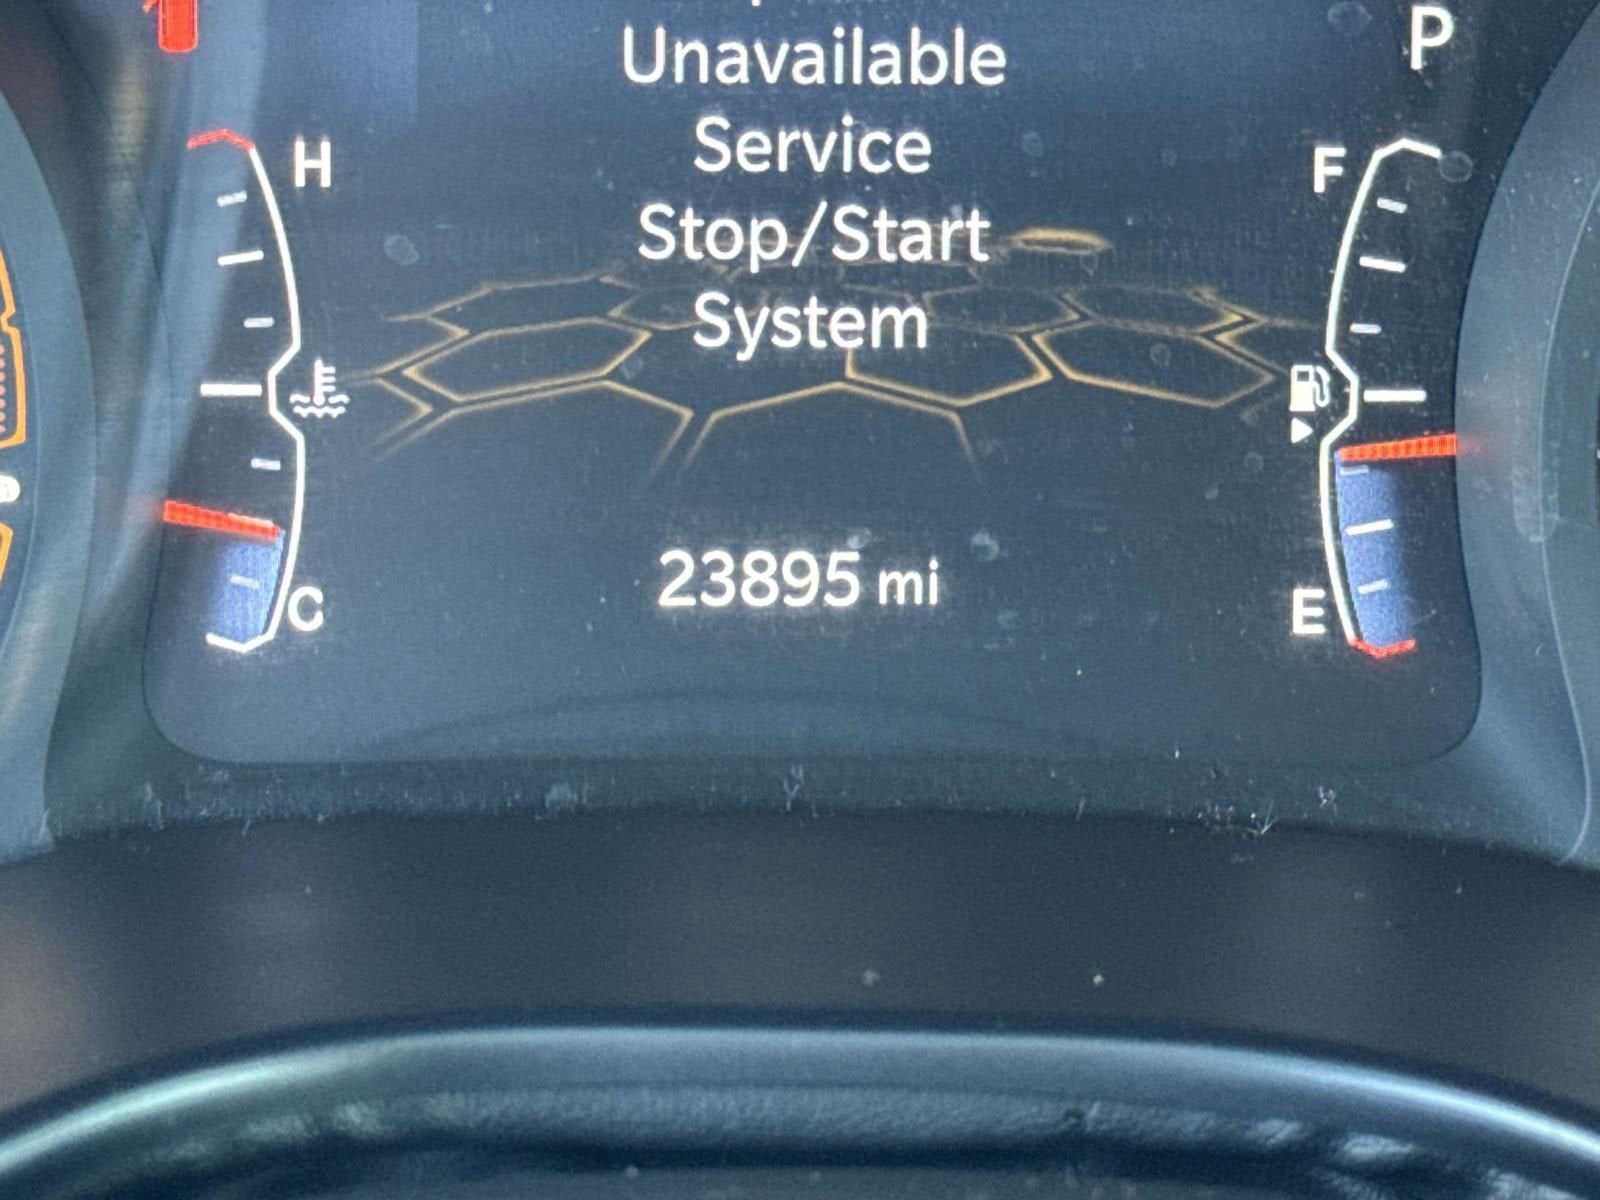 P
Unavailable
Service
Stop/Start
System
H
F
23895 mi
C
E